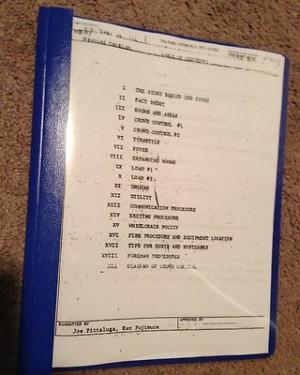 TABLE OF CONTENTS
I THE STORY BEHIND THE STORY
II FACT SHEET
III ROOMS AND AREAS
IV CROWD CONTROL #1
V CROWD CONTROL #2
VI TURNSTILE
VII FOYER
VIII EXPANDING ROOMS
IX LOAD #1
X LOAD #2
XI UNLOAD
XII UTILITY
XIII COMMUNICATION PROCEDURE
XIV EXITING PROCEDURE
XV WHEELCHAIR POLICY
XVI FIRE PROCEDURE AND EQUIPMENT LOCATION
XVII TIPS FOR HOSTS AND HOSTESSES
XVIII FOREMAN PROCEDURES
XIX DIAGRAM OF CROWD CONTROL
SUBMITTED BY
APPROVED BY
Joe Pittaluga, Ken Fujimura